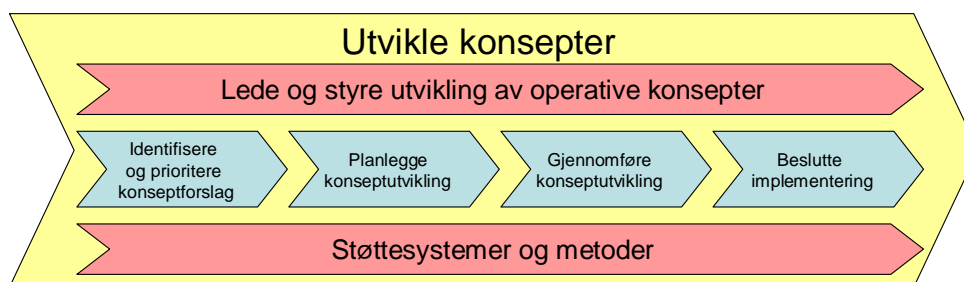 Utvikle konsepter
Lede og styre utvikling av operative konsepter
Identifisere
og prioritere
konseptforslag
Planlegge
konseptutvikling
Gjennomføre
konseptutvikling
Beslutte
implementering
Støttesystemer og metoder